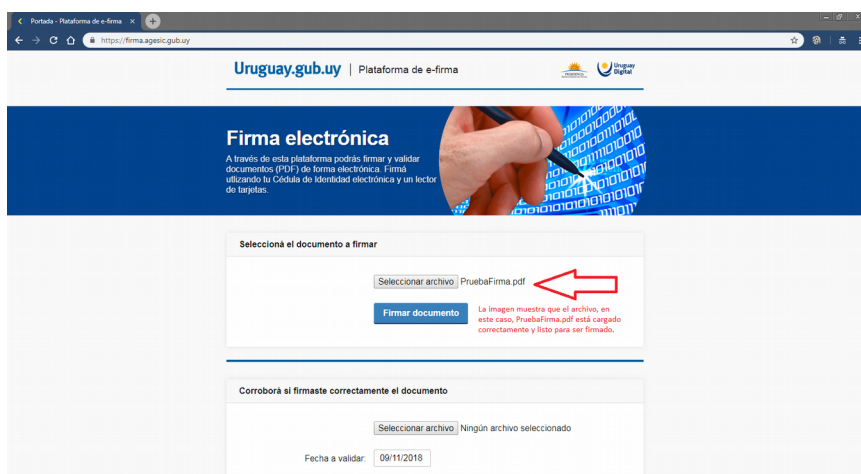 Portada - Plataforma de e-firma
https://firma.agesic.gub.uy
Uruguay.gub.uy | Plataforma de e-firma
Uruguay
Digital
Firma electrónica
A través de esta plataforma podrás firmar y validar
documentos (PDF) de forma electrónica. Firmá
utlizando tu Cédula de Identidad electrónica y un lector
de tarjetas.
Seleccioná el documento a firmar
Seleccionar archivo PruebaFirma.pdf
Firmar documento
La imagen muestra que el archivo, en
este caso, PruebaFirma.pdf está cargado
correctamente y listo para ser firmado.
Corroborá si firmaste correctamente el documento
Seleccionar archivo Ningún archivo seleccionado
Fecha a validar: 09/11/2018